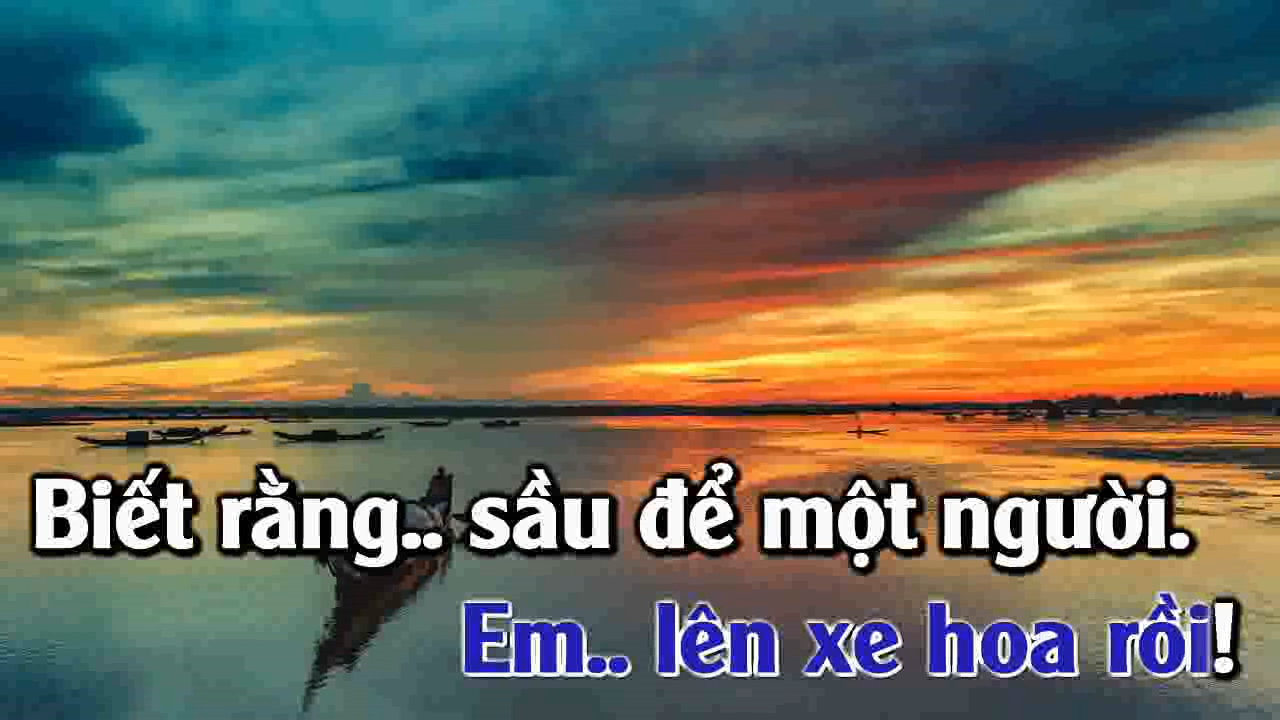 Biết rằng.. sầu để một người.
Em.. lên xe hoa rồi!